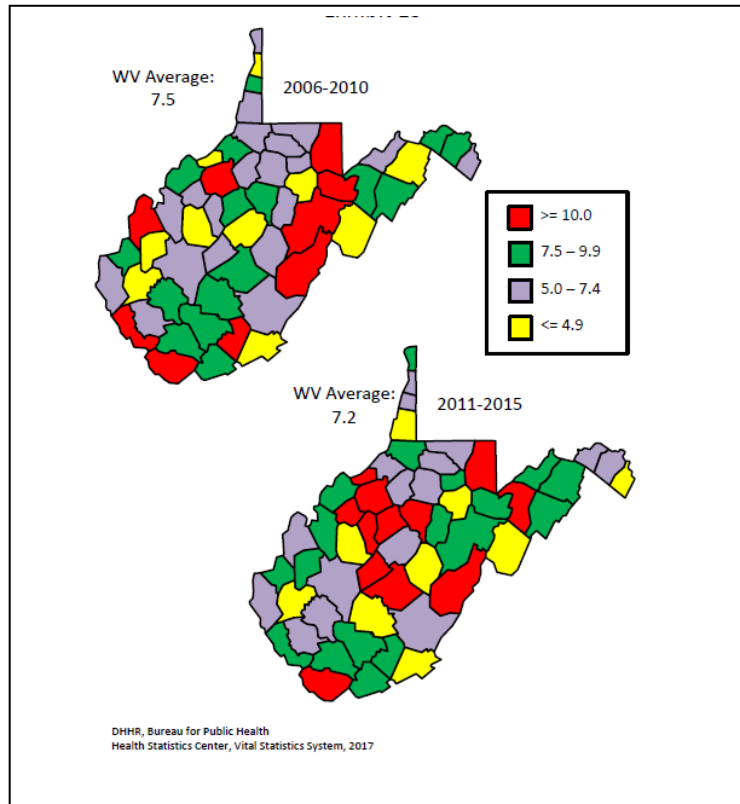 WV Average:
7.5
2006-2010
>= 10.0
7.5 – 9.9
5.0 – 7.4
<= 4.9
WV Average:
7.2
2011-2015
DHHR, Bureau for Public Health
Health Statistics Center, Vital Statistics System, 2017